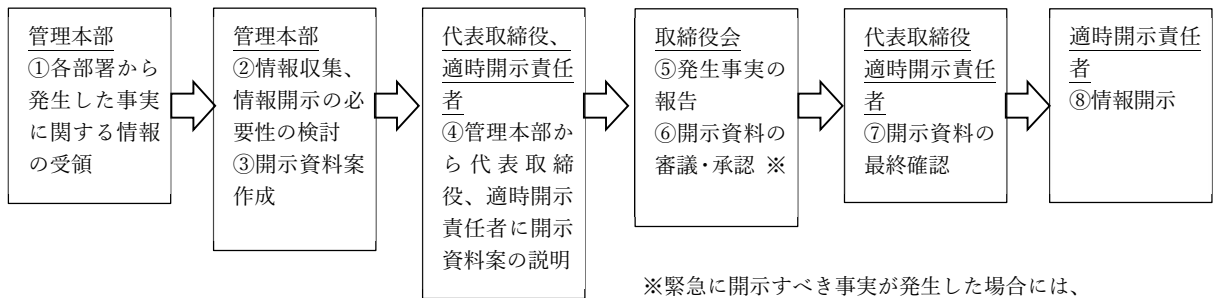 管理本部
①各部署から
発生した事実
に関する情報
の受領
管理本部
②情報収集、
情報開示の必
要性の検討
③開示資料案
作成
代表取締役、
適時開示責任
者
④管理本部か
ら代表取締
役、適時開示
責任者に開示
資料案の説明
取締役会
⑤発生事実の
報告
⑥開示資料の
審議・承認 ※
代表取締役
適時開示責任
者
⑦開示資料の
最終確認
適時開示責任
者
⑧情報開示
※緊急に開示すべき事実が発生した場合には、